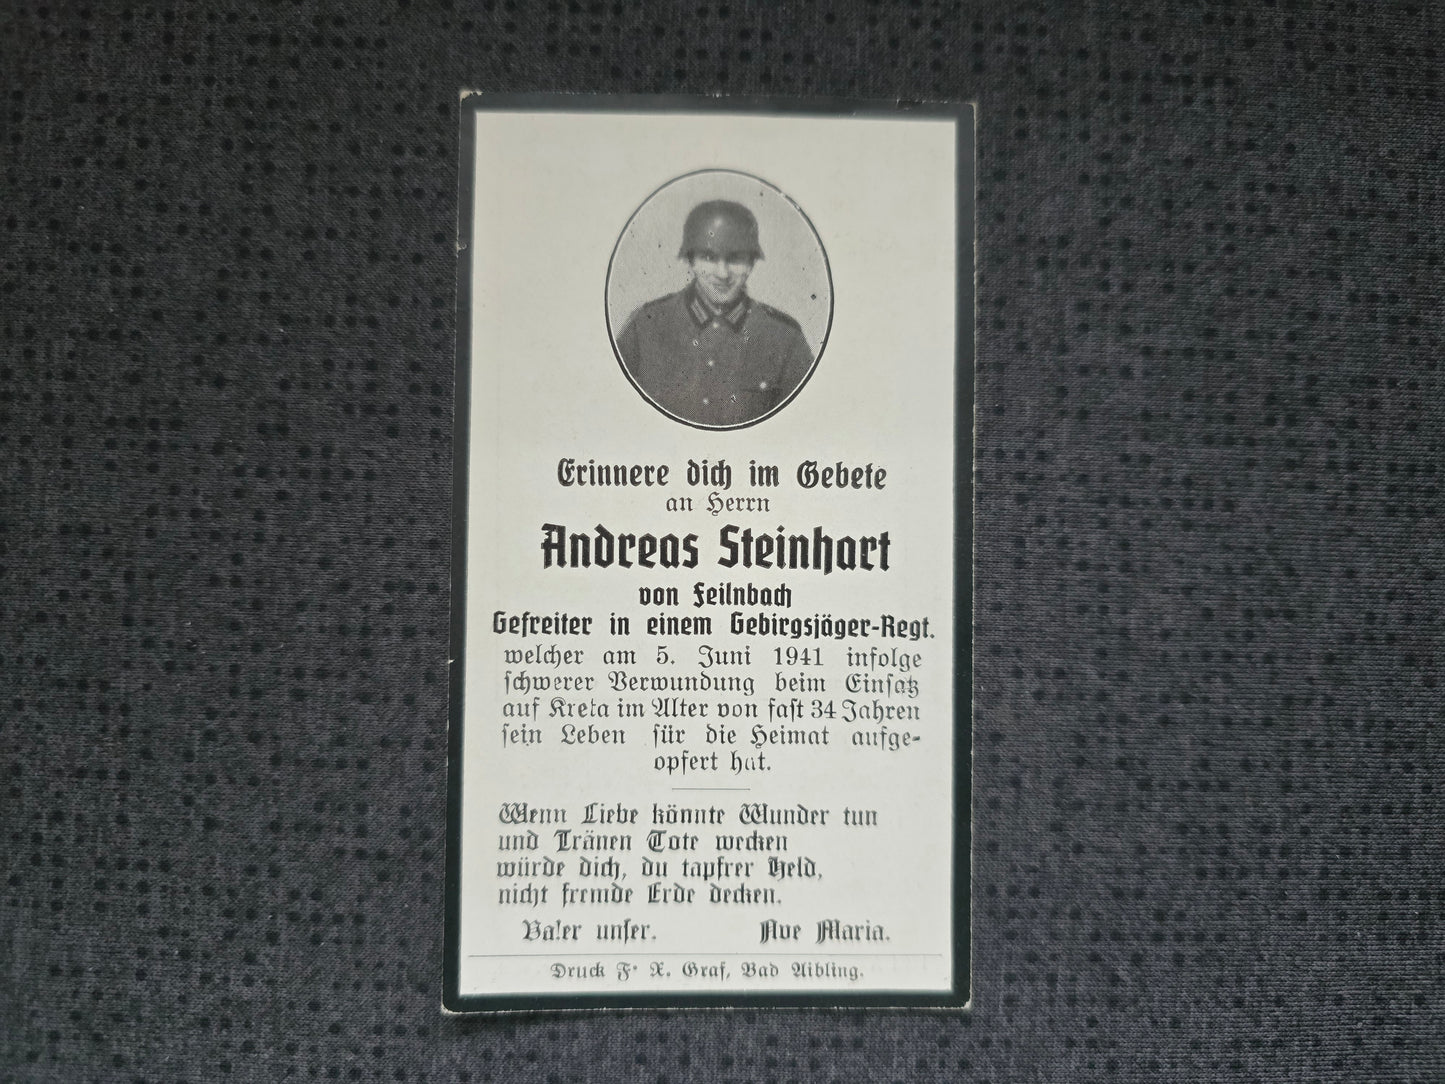 Erinnere dich im Gebete
an Herrn
Andreas Steinhart
von Feilnbach
Gefreiter in einem Gebirgsjäger-Regt.
welcher am 5. Juni 1941 infolge
schwerer Verwundung beim Einsatz
auf Kreta im Alter von fast 34 Jahren
sein Leben für die Heimat aufge-
opfert hat.
Wenn Liebe könnte Wunder tun
und Tränen Tote wecken
würde dich, du tapfrer Held,
nicht fremde Erde decken.
Vater unser. Ave Maria.
Druck F. X. Graf, Bad Aibling.